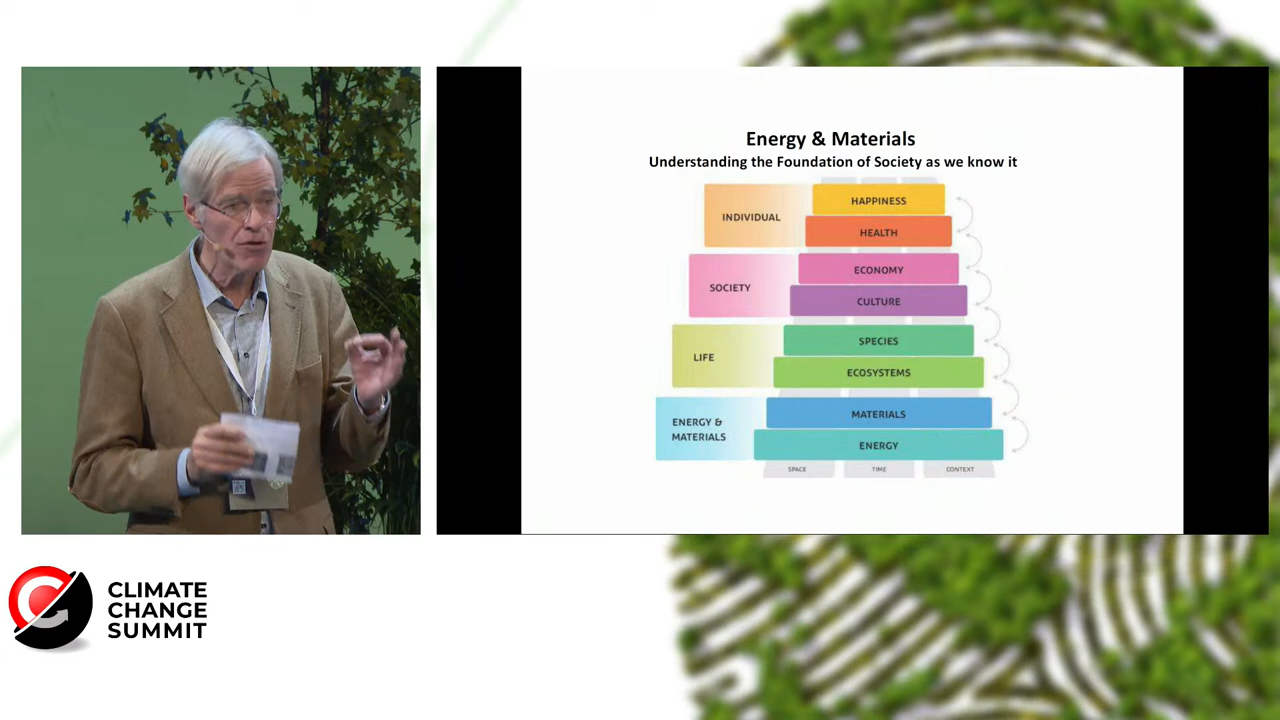 Energy & Materials
Understanding the Foundation of Society as we know it
INDIVIDUAL
HAPPINESS
HEALTH
SOCIETY
ECONOMY
CULTURE
LIFE
SPECIES
ECOSYSTEMS
ENERGY &
MATERIALS
MATERIALS
ENERGY
SPACE
TIME
CONTEXT
CLIMATE
CHANGE
SUMMIT